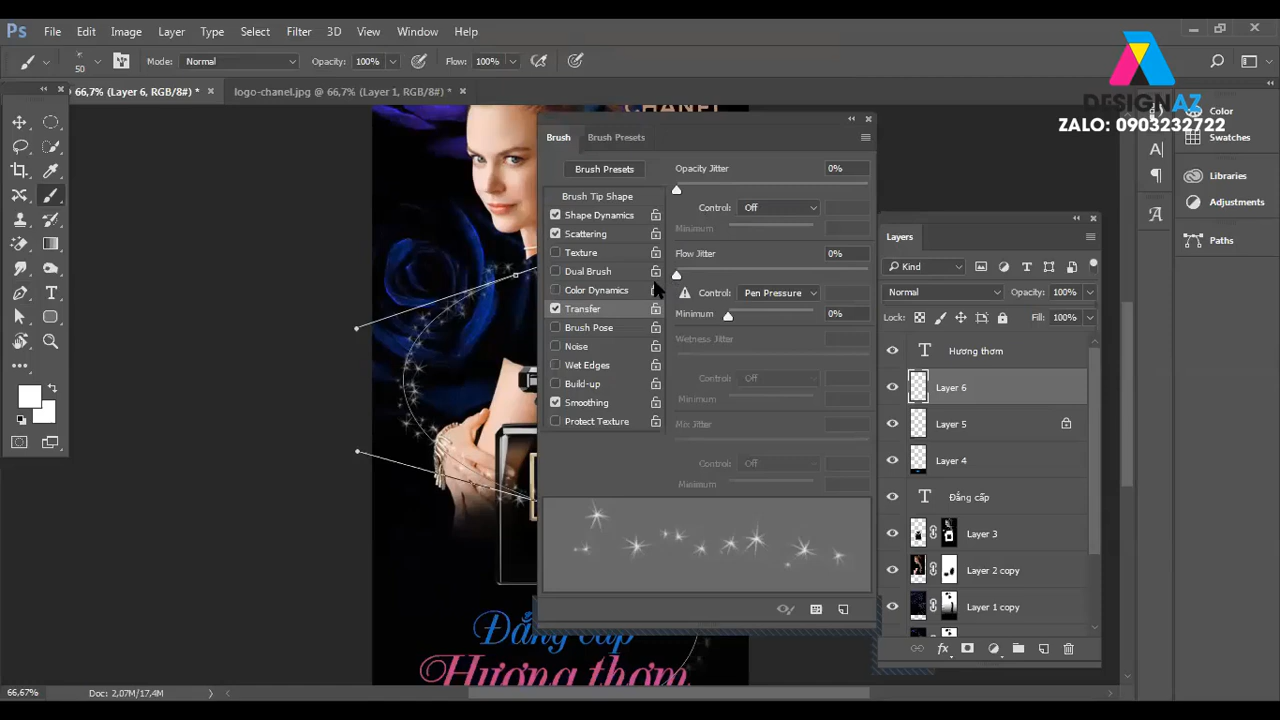 Ps File Edit Image Layer Type Select Filter 3D View Window Help
50 Mode: Normal Opacity: 100% Flow: 100%
66,7% (Layer 6, RGB/8#) * × logo-chanel.jpg @ 66,7% (Layer 1, RGB/8#) * ×
DESIGNAZ
ZALO: 0903232722
CHANEL
Brush Brush Presets
Brush Presets
Brush Tip Shape
Shape Dynamics
Scattering
Texture
Dual Brush
Color Dynamics
Transfer
Brush Pose
Noise
Wet Edges
Build-up
Smoothing
Protect Texture
Opacity Jitter 0%
Control: Off
Minimum
Flow Jitter 0%
Control: Pen Pressure
Minimum 0%
Wetness Jitter
Control: Off
Minimum
Mix Jitter
Control: Off
Minimum
Color
Swatches
Libraries
Adjustments
Paths
Layers
Kind
Normal Opacity: 100%
Lock: Fill: 100%
T Hương thơm
Layer 6
Layer 5
Layer 4
T Đẳng cấp
Layer 3
Layer 2 copy
Layer 1 copy
fx
Đẳng cấp
Hương thơm
66,67% Doc: 2,07M/17,4M